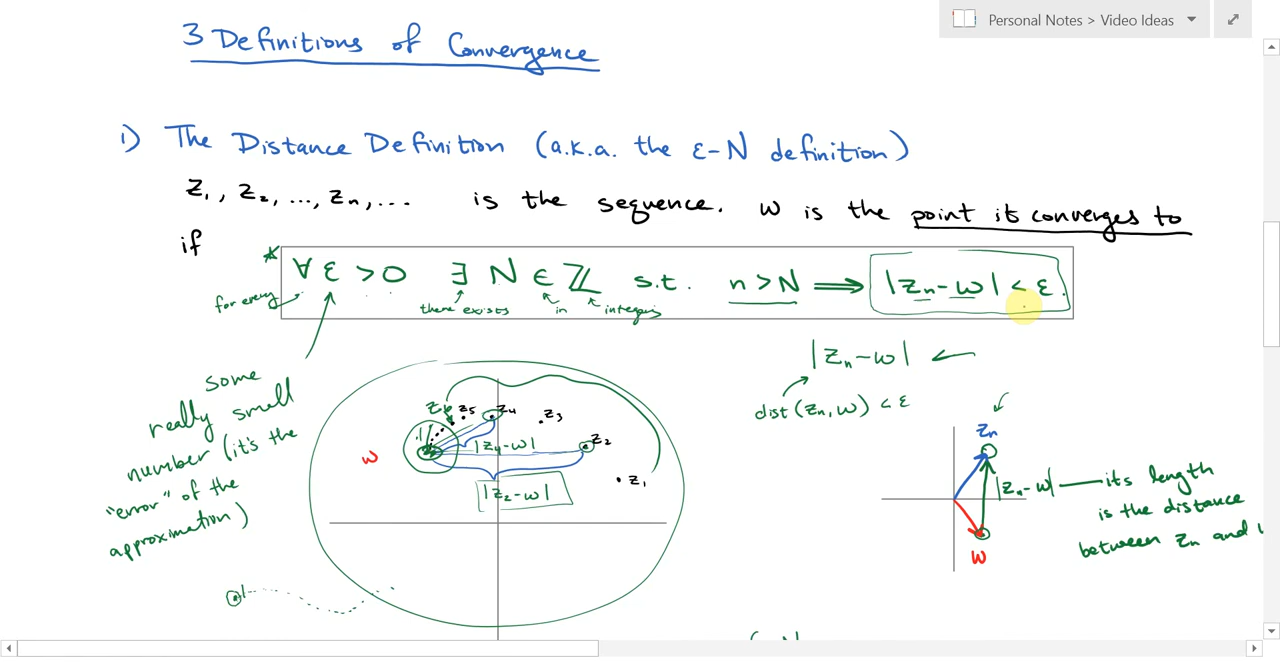 Personal Notes > Video Ideas
3 Definitions of Convergence
1) The Distance Definition (a.k.a. the ε-N definition)
z₁, z₂, ..., zₙ, ... is the sequence. w is the point it converges to
if
* ∀ ε > 0 ∃ N ∈ ℤ s.t. n > N ⟹ |zₙ - w| < ε.
for every
there exists
in
integers
some
really small
number (it's the
"error" of the
approximation)
|zₙ - w| ←
dist(zₙ, w) < ε
z₅
z₄
z₃
z₂
z₁
w
|z₄ - w|
|z₂ - w|
zₙ
|zₙ - w| — its length
is the distance
between zₙ and
w